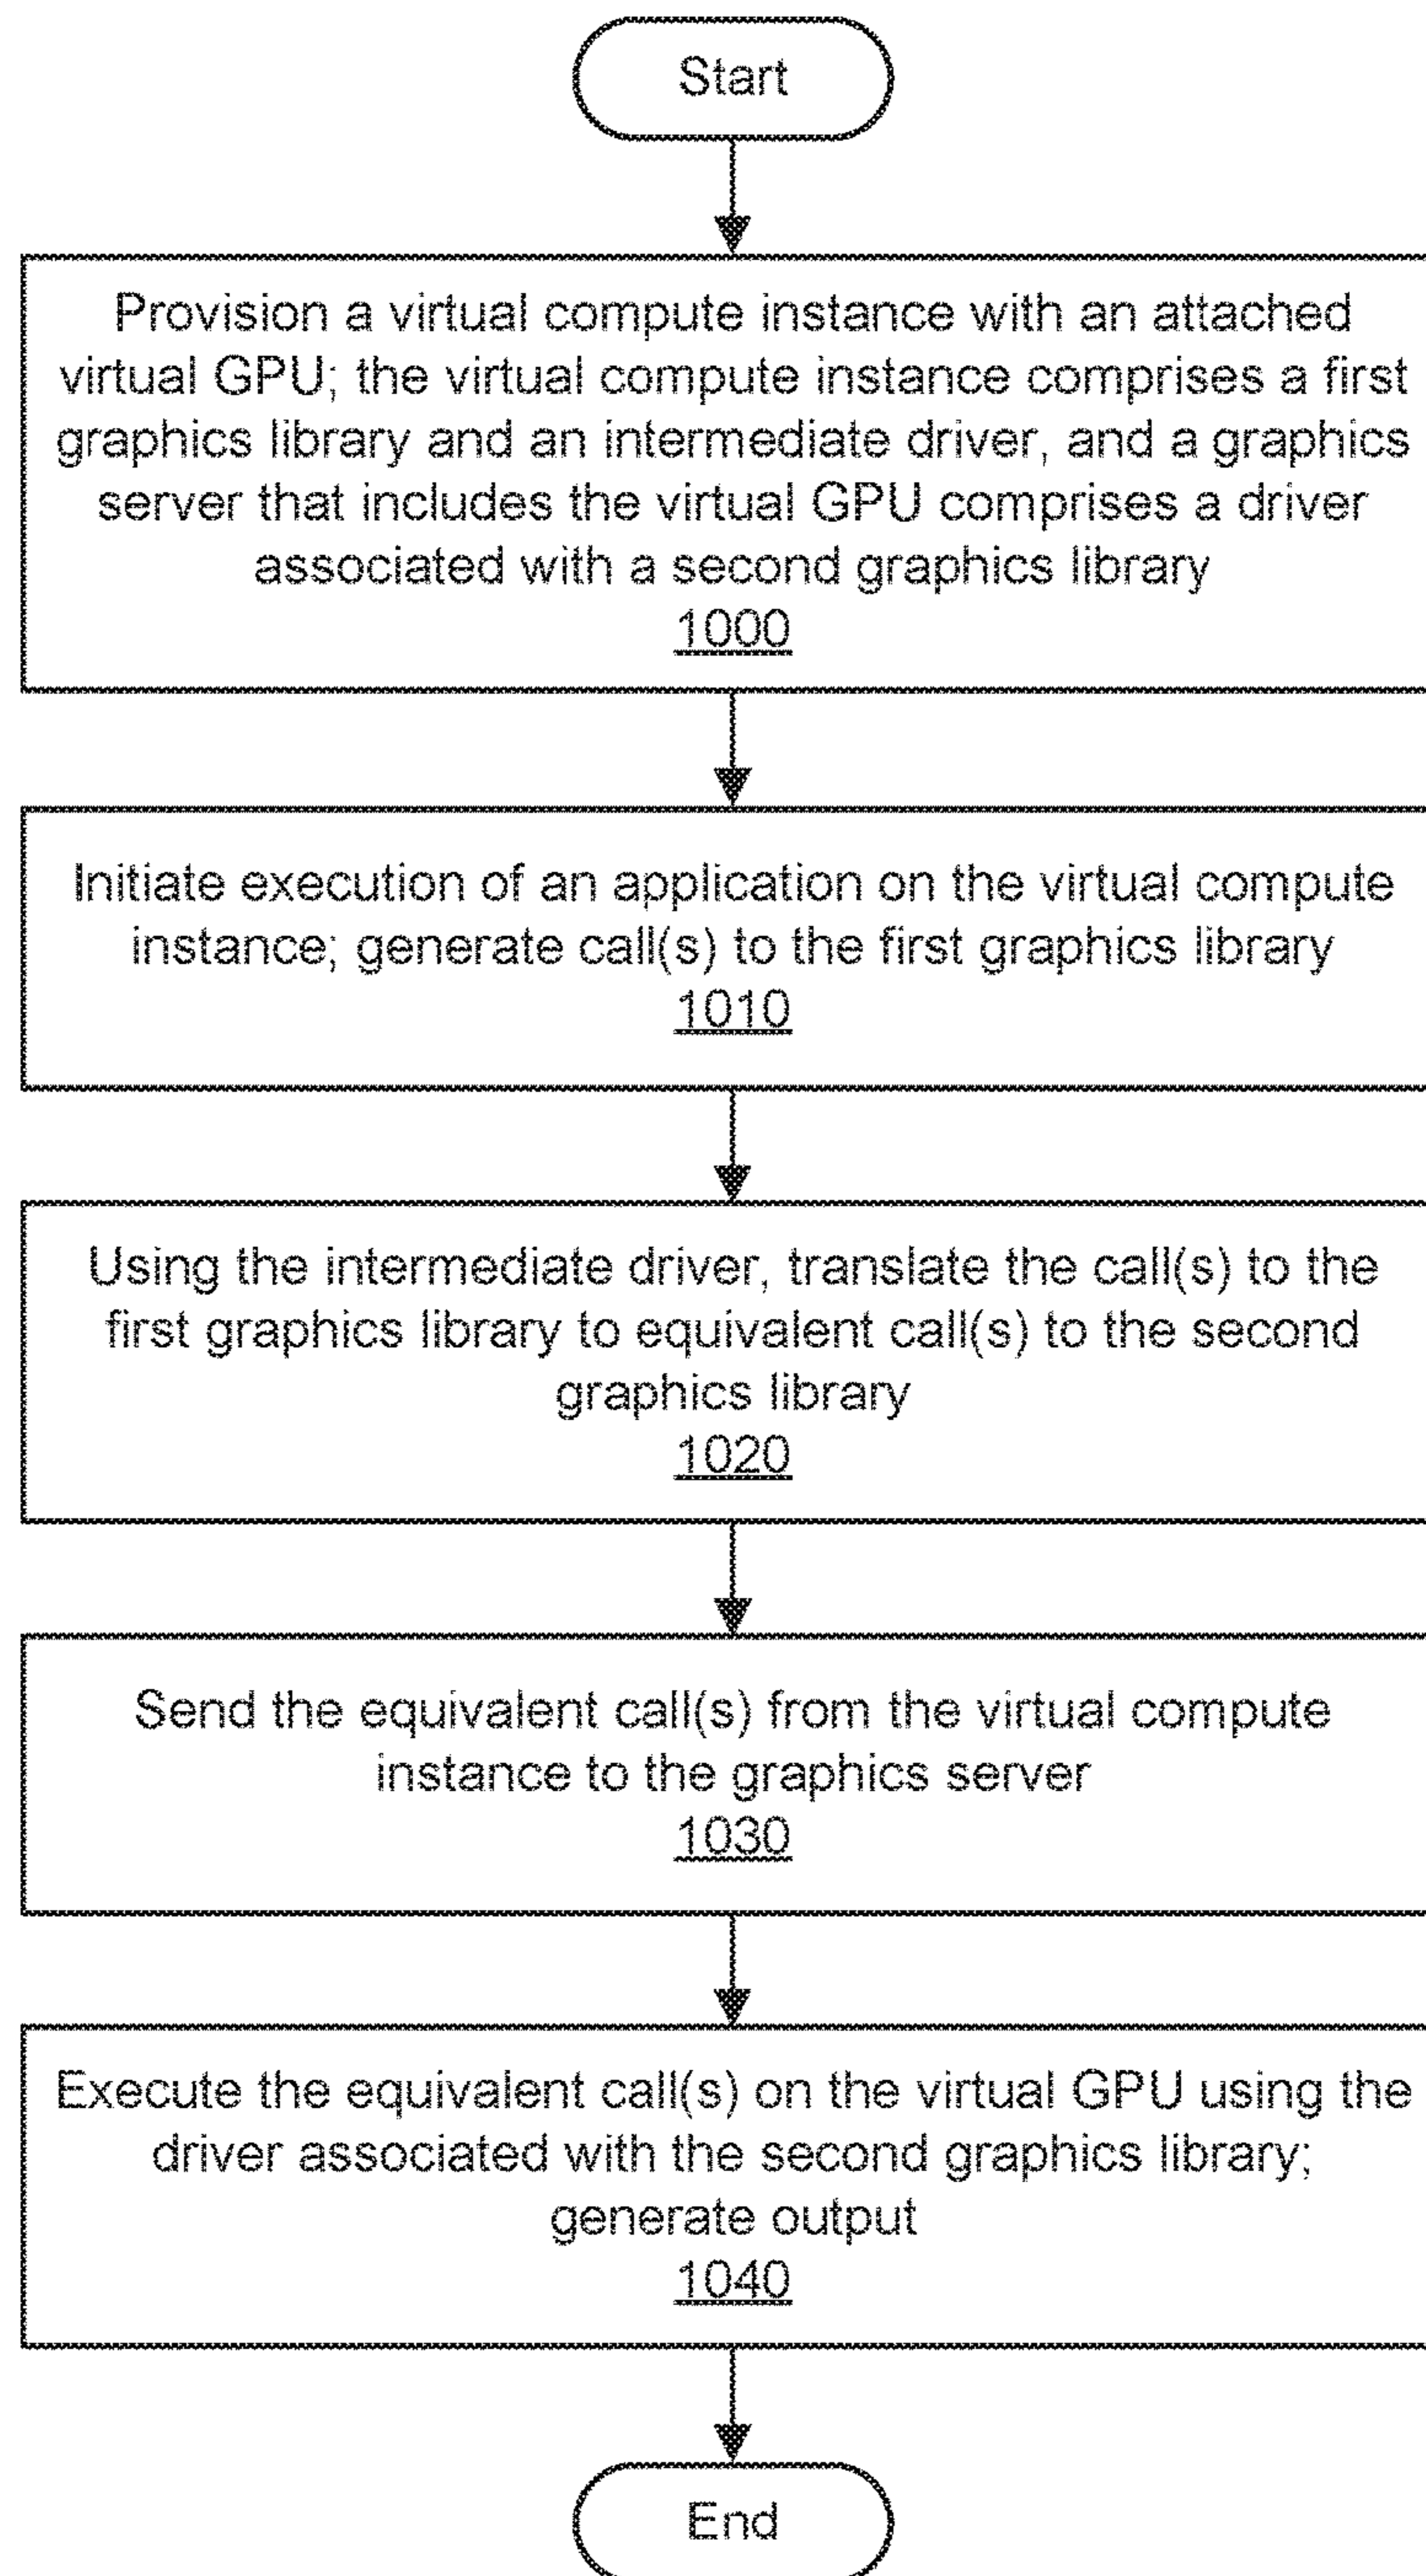 Start
Provision a virtual compute instance with an attached
virtual GPU; the virtual compute instance comprises a first
graphics library and an intermediate driver, and a graphics
server that includes the virtual GPU comprises a driver
associated with a second graphics library
1000
Initiate execution of an application on the virtual compute
instance; generate call(s) to the first graphics library
1010
Using the intermediate driver, translate the call(s) to the
first graphics library to equivalent call(s) to the second
graphics library
1020
Send the equivalent call(s) from the virtual compute
instance to the graphics server
1030
Execute the equivalent call(s) on the virtual GPU using the
driver associated with the second graphics library;
generate output
1040
End